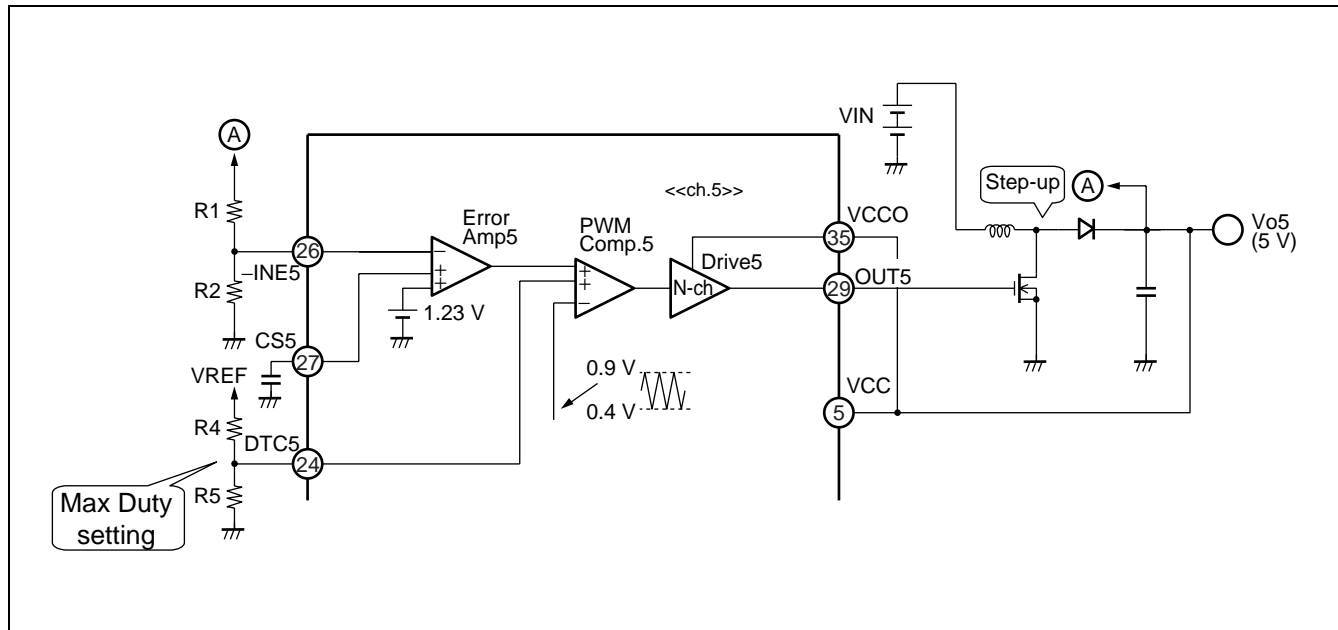 VIN
A
<<ch.5>>
Step-up
A
R1
Error
Amp5
PWM
Comp.5
VCCO
35
Vo5
(5 V)
26
–INE5
Drive5
OUT5
R2
N-ch
29
1.23 V
CS5
27
VREF
0.9 V
0.4 V
VCC
5
R4
DTC5
24
R5
Max Duty
setting